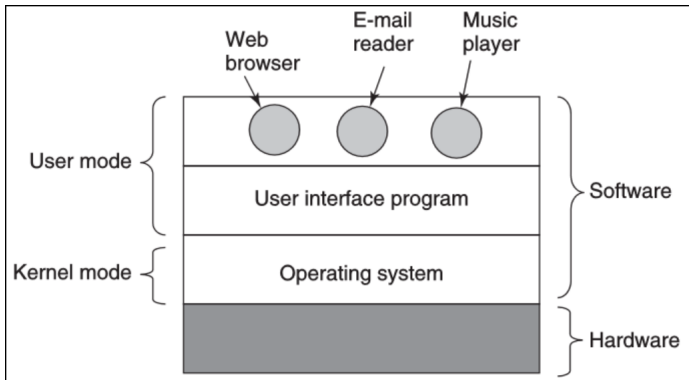 Web
browser
E-mail
reader
Music
player
User mode
User interface program
Software
Kernel mode
Operating system
Hardware